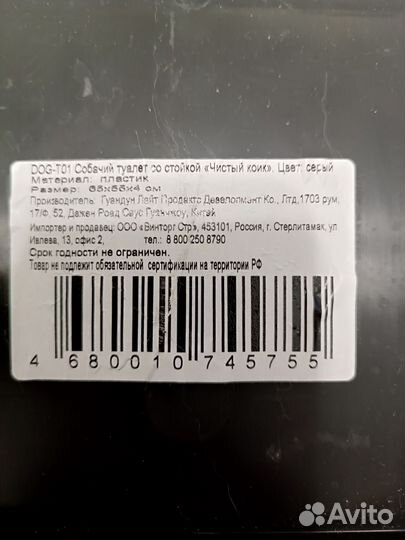 DOG-T01 Собачий туалет со стойкой «Чистый коик». Цвет: серый
Материал: пластик
Размер: 65x55x4 см
Производитель: Гуандун Лайт Продактс Девелопмент Ко., Лтд,1703 рум,
17/Ф, 52, Дажен Роад Саус Гуанчжоу, Китай
Импортер и продавец: ООО «Винторг Стр», 453101, Россия, г. Стерлитамак, ул
Ивлева, 13, офис 2, тел.: 8 800 250 8790
Срок годности не ограничен.
Товар не подлежит обязательной сертификации на территории РФ
4 680010 745755
Avito